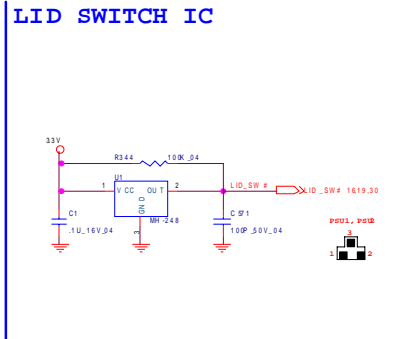 LID SWITCH IC
3.3V
R344 100K_04
U1
1 VCC OUT 2 LID_SW# LID_SW# 16,19,30
GND
C1 MH-248 C571
.1U_16V_04 3 100P_50V_04
PSU1, PSU2
3
1 2